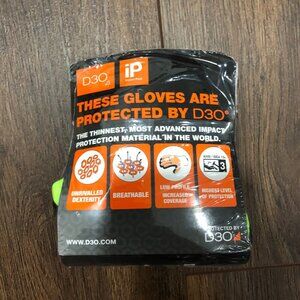 D3O
iP
THESE GLOVES ARE
PROTECTED BY D3O®
THE THINNEST, MOST ADVANCED IMPACT
PROTECTION MATERIAL IN THE WORLD.
UNRIVALLED
DEXTERITY
BREATHABLE
LOW PROFILE
INCREASED
COVERAGE
3
HIGHEST LEVEL
OF PROTECTION
WWW.D3O.COM
PROTECTED BY
D3O